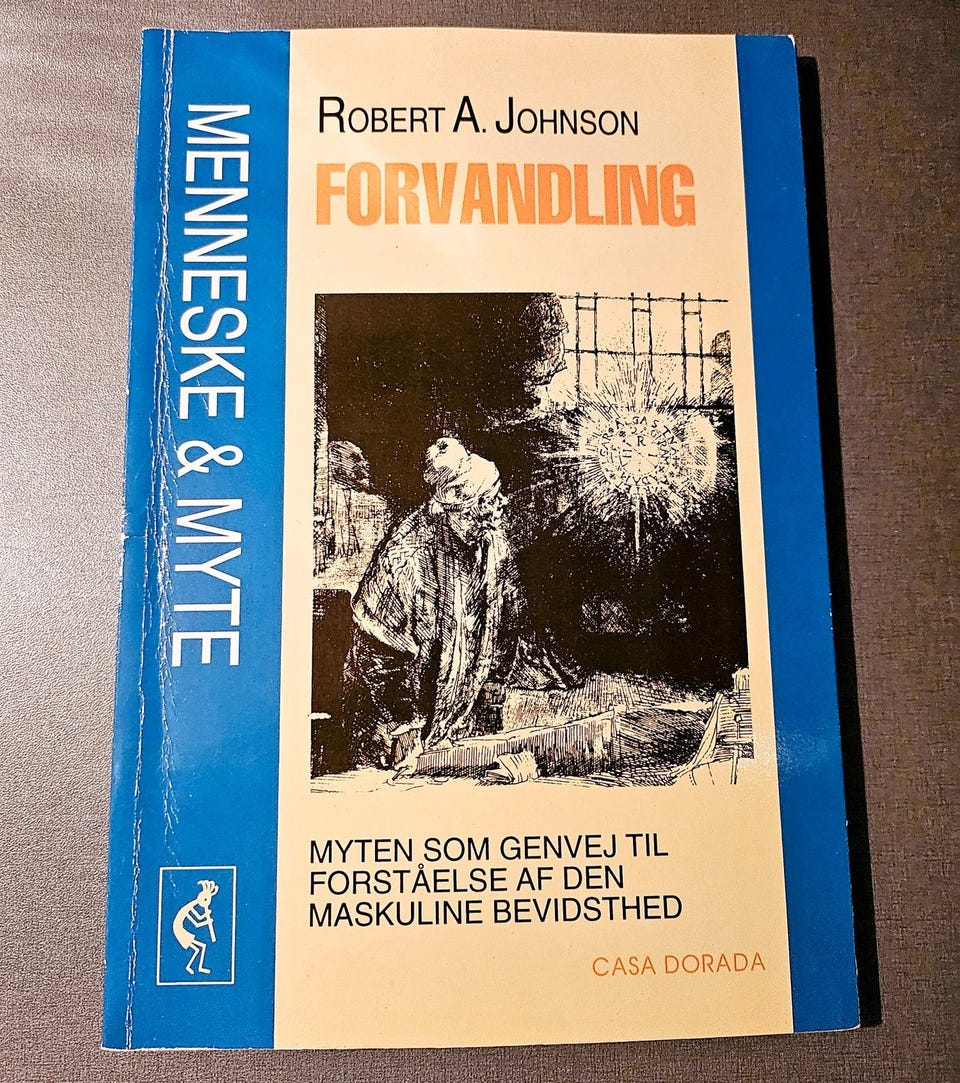 ROBERT A. JOHNSON
FORVANDLING
MENNESKE & MYTE
MYTEN SOM GENVEJ TIL
FORSTÅELSE AF DEN
MASKULINE BEVIDSTHED
CASA DORADA